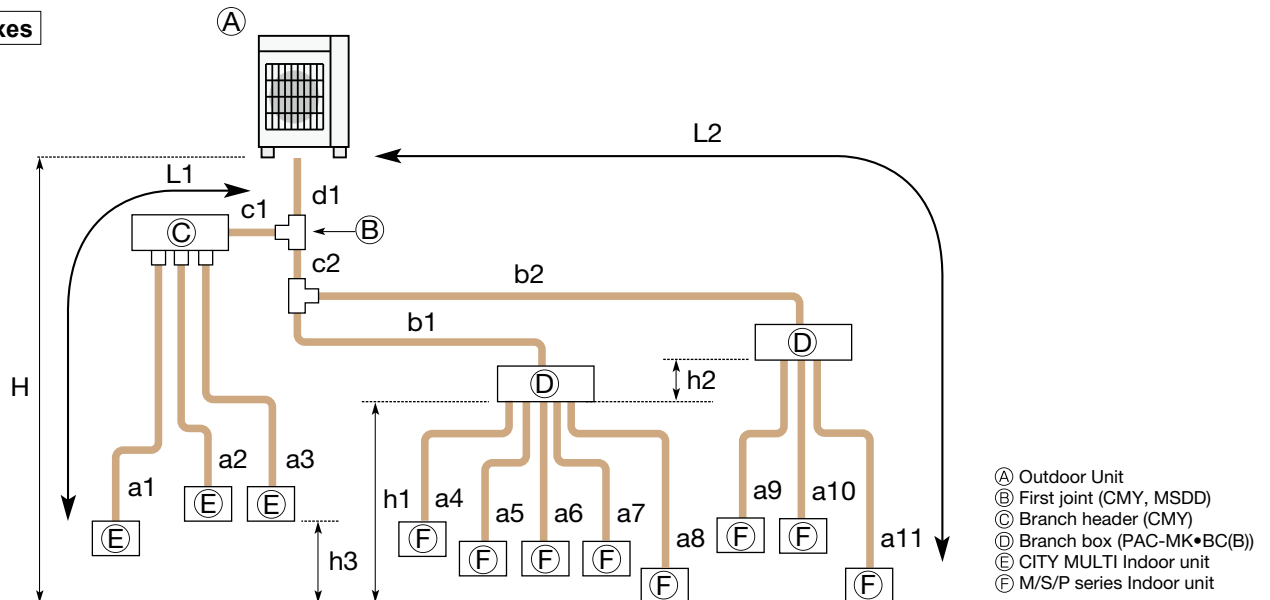 xes
Ⓐ
L2
L1
d1
c1
Ⓒ
Ⓑ
c2
b2
b1
Ⓓ
Ⓓ
h2
H
a1
a2
a3
h1
a4
a5
a6
a7
a8
a9
a10
a11
Ⓔ
Ⓔ
Ⓔ
h3
Ⓕ
Ⓕ
Ⓕ
Ⓕ
Ⓕ
Ⓕ
Ⓕ
Ⓕ
Ⓐ Outdoor Unit
Ⓑ First joint (CMY, MSDD)
Ⓒ Branch header (CMY)
Ⓓ Branch box (PAC-MK•BC(B))
Ⓔ CITY MULTI Indoor unit
Ⓕ M/S/P series Indoor unit